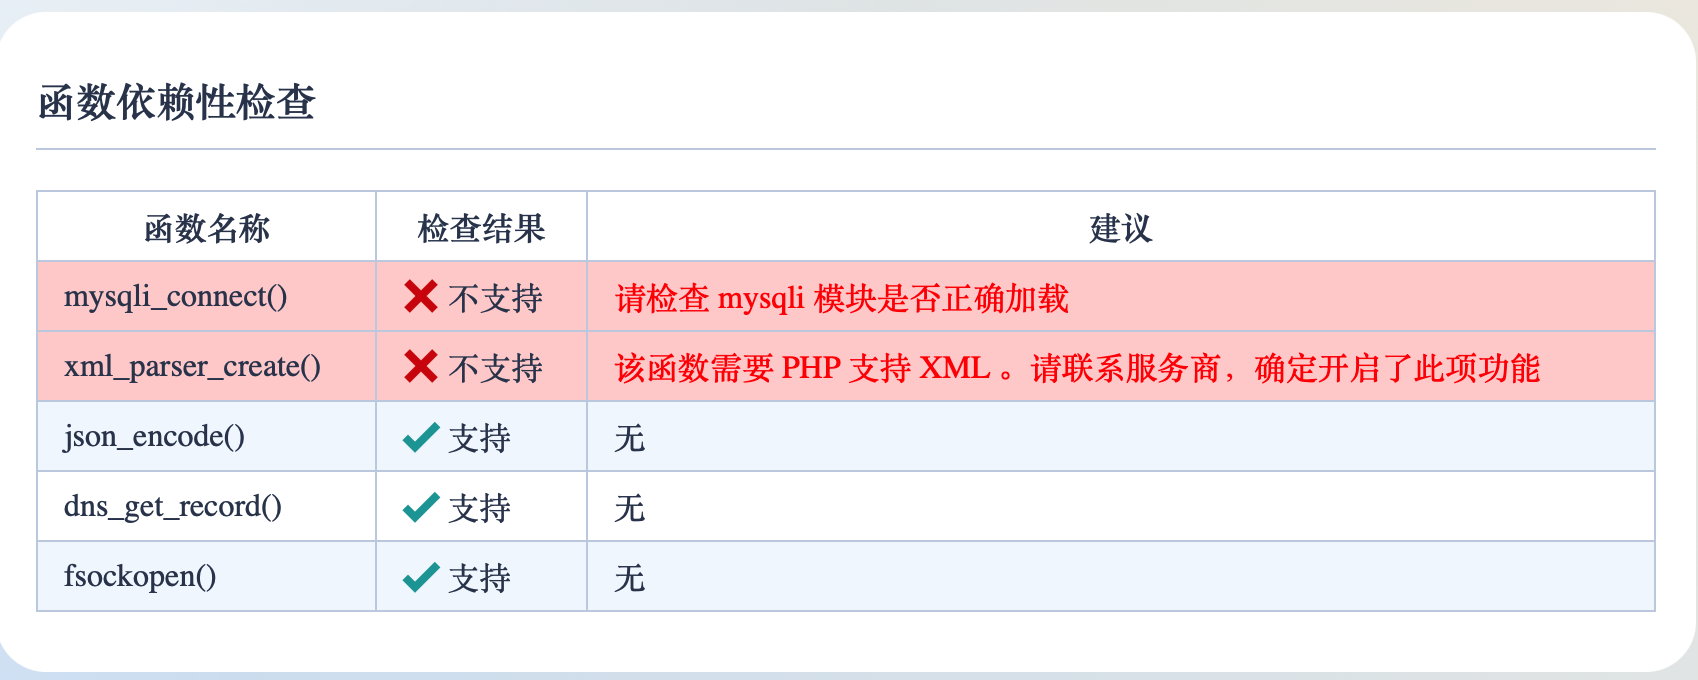 函数依赖性检查
函数名称 检查结果 建议
mysqli_connect() ❌ 不支持 请检查 mysqli 模块是否正确加载
xml_parser_create() ❌ 不支持 该函数需要 PHP 支持 XML 。请联系服务商，确定开启了此项功能
json_encode() ✔ 支持 无
dns_get_record() ✔ 支持 无
fsockopen() ✔ 支持 无